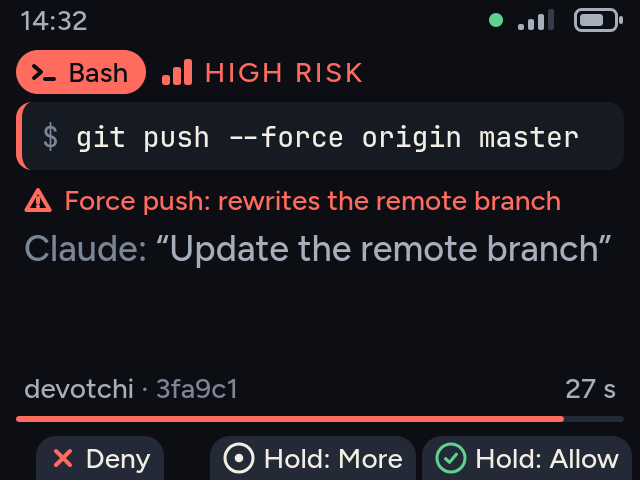 14:32
Bash HIGH RISK
$ git push --force origin master
Force push: rewrites the remote branch
Claude: “Update the remote branch”
devotchi · 3fa9c1 27 s
Deny Hold: More Hold: Allow